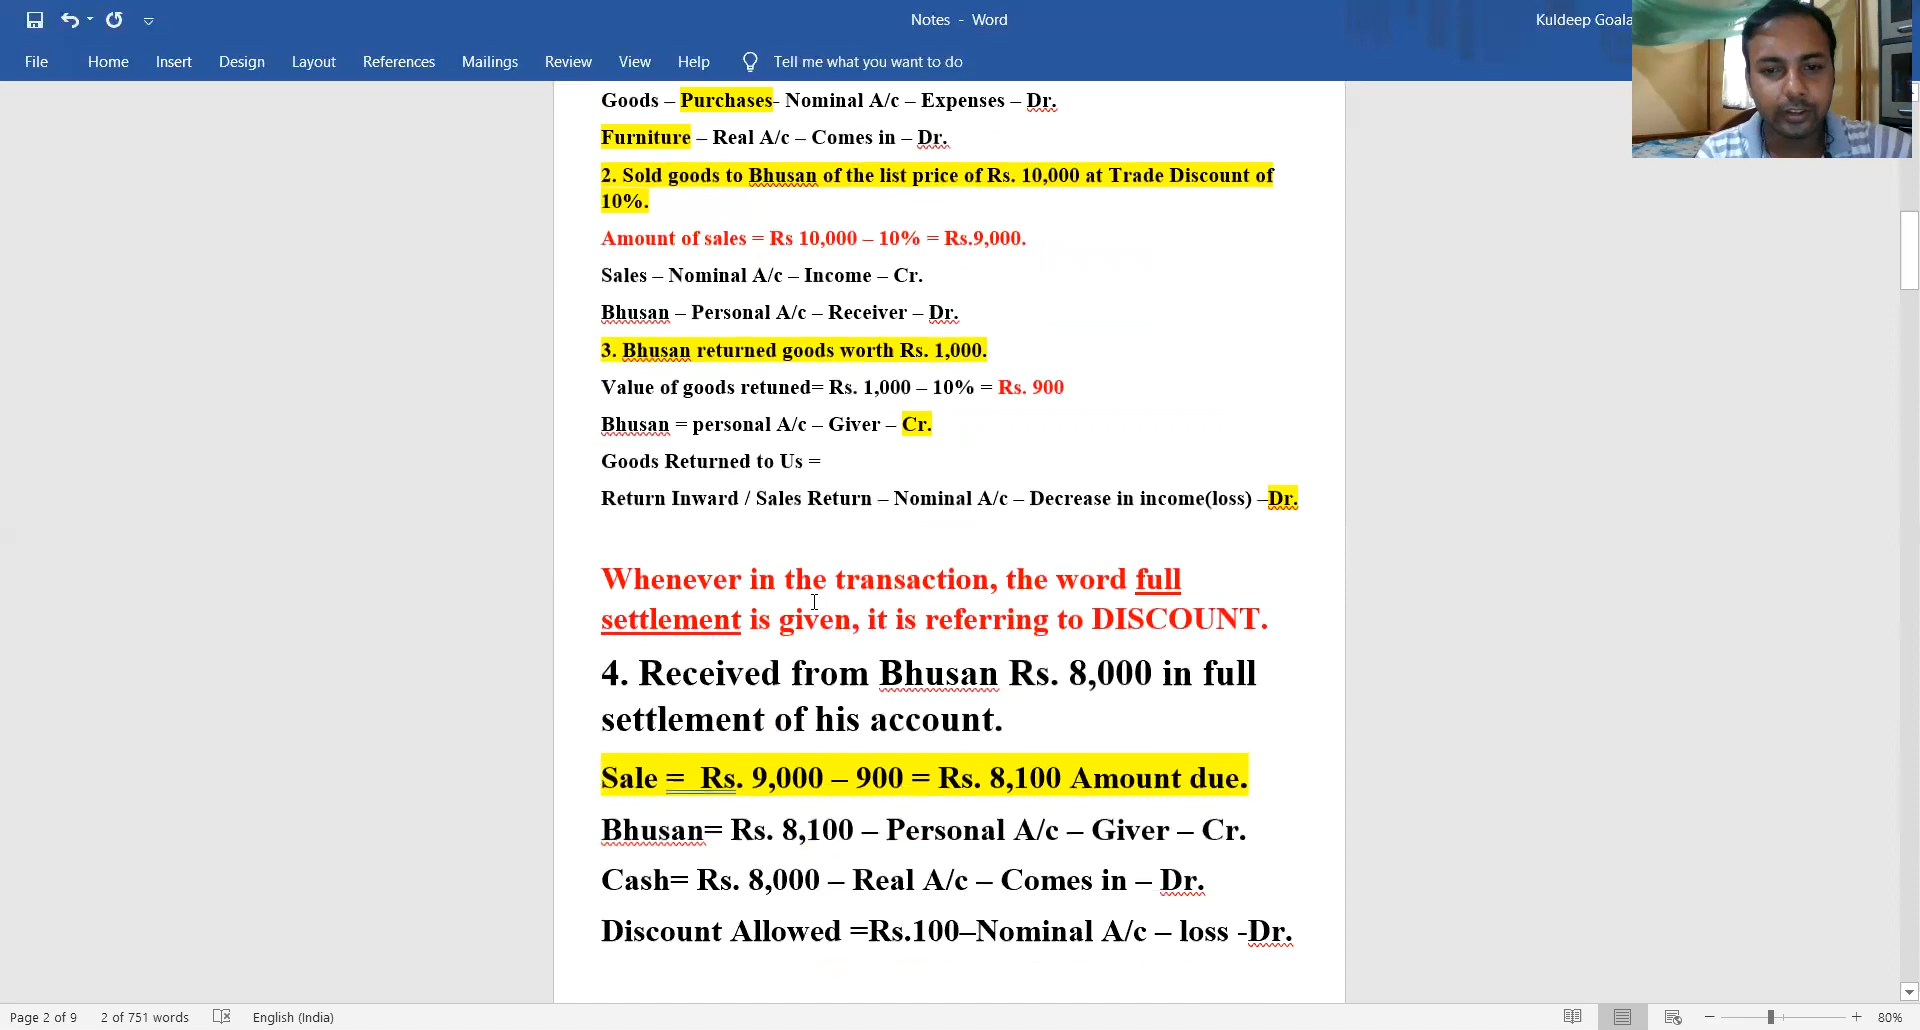 Notes - Word
Kuldeep Goala
File Home Insert Design Layout References Mailings Review View Help Tell me what you want to do
Goods – Purchases- Nominal A/c – Expenses – Dr.
Furniture – Real A/c – Comes in – Dr.
2. Sold goods to Bhusan of the list price of Rs. 10,000 at Trade Discount of
10%.
Amount of sales = Rs 10,000 – 10% = Rs.9,000.
Sales – Nominal A/c – Income – Cr.
Bhusan – Personal A/c – Receiver – Dr.
3. Bhusan returned goods worth Rs. 1,000.
Value of goods retuned= Rs. 1,000 – 10% = Rs. 900
Bhusan = personal A/c – Giver – Cr.
Goods Returned to Us =
Return Inward / Sales Return – Nominal A/c – Decrease in income(loss) –Dr.
Whenever in the transaction, the word full
settlement is given, it is referring to DISCOUNT.
4. Received from Bhusan Rs. 8,000 in full
settlement of his account.
Sale = Rs. 9,000 – 900 = Rs. 8,100 Amount due.
Bhusan= Rs. 8,100 – Personal A/c – Giver – Cr.
Cash= Rs. 8,000 – Real A/c – Comes in – Dr.
Discount Allowed =Rs.100–Nominal A/c – loss -Dr.
Page 2 of 9 2 of 751 words English (India) 80%